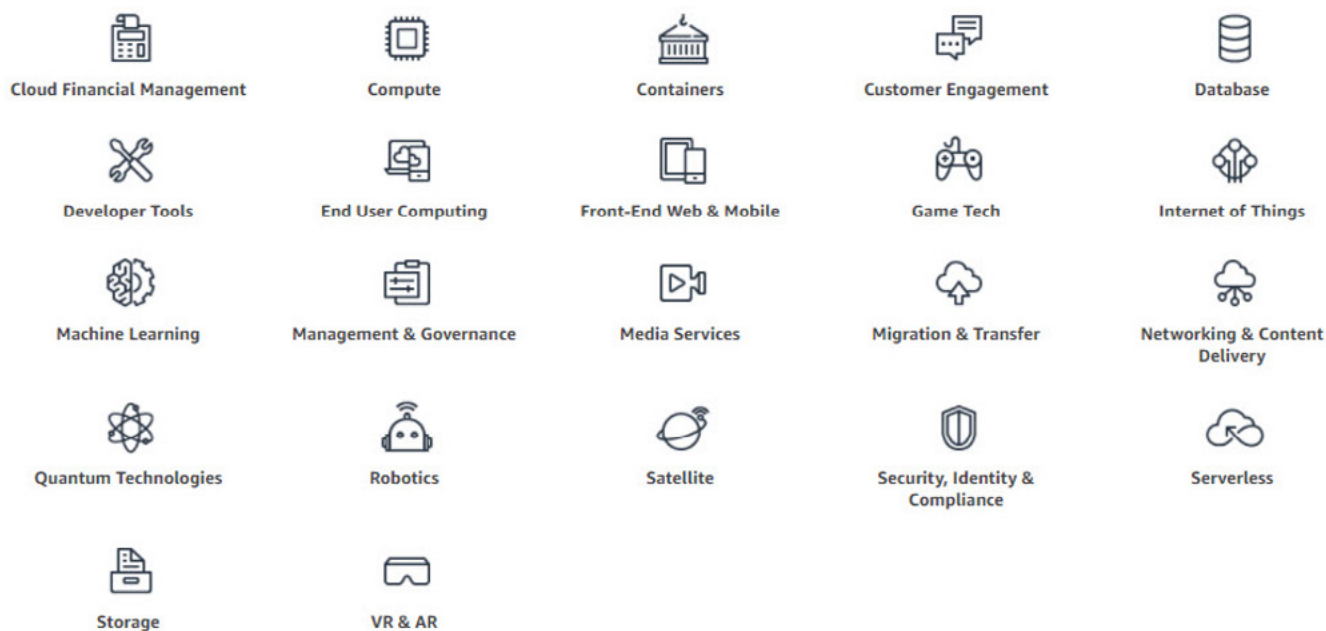 Cloud Financial Management
Compute
Containers
Customer Engagement
Database
Developer Tools
End User Computing
Front-End Web & Mobile
Game Tech
Internet of Things
Machine Learning
Management & Governance
Media Services
Migration & Transfer
Networking & Content
Delivery
Quantum Technologies
Robotics
Satellite
Security, Identity &
Compliance
Serverless
Storage
VR & AR